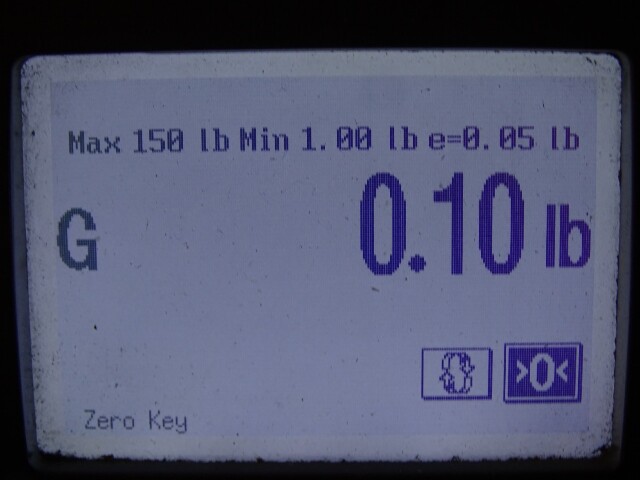 Max 150 lb Min 1.00 lb e=0.05 lb
G 0.10 lb
>0<
Zero Key